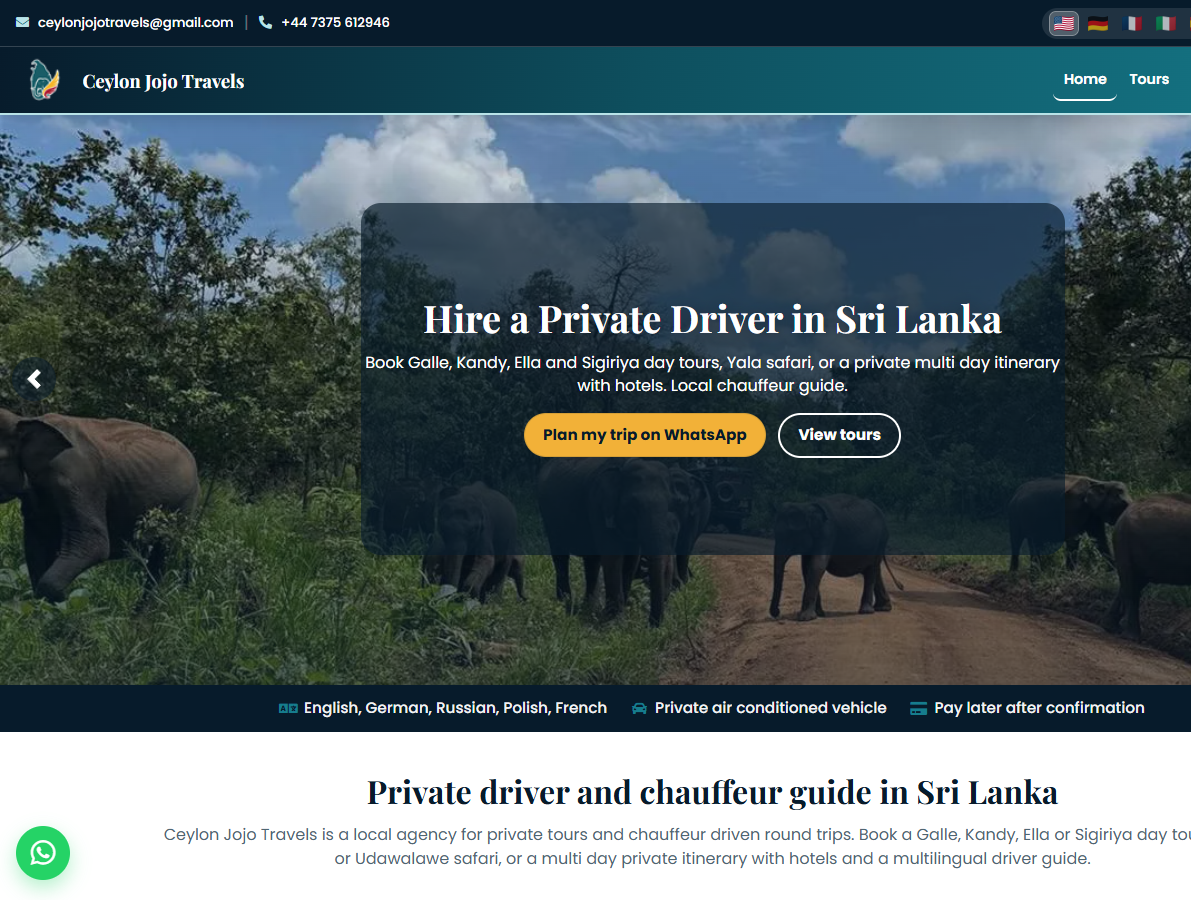 ceylonjojotravels@gmail.com | +44 7375 612946
Ceylon Jojo Travels
Home Tours
Hire a Private Driver in Sri Lanka
Book Galle, Kandy, Ella and Sigiriya day tours, Yala safari, or a private multi day itinerary
with hotels. Local chauffeur guide.
Plan my trip on WhatsApp View tours
English, German, Russian, Polish, French Private air conditioned vehicle Pay later after confirmation
Private driver and chauffeur guide in Sri Lanka
Ceylon Jojo Travels is a local agency for private tours and chauffeur driven round trips. Book a Galle, Kandy, Ella or Sigiriya day
or Udawalawe safari, or a multi day private itinerary with hotels and a multilingual driver guide.